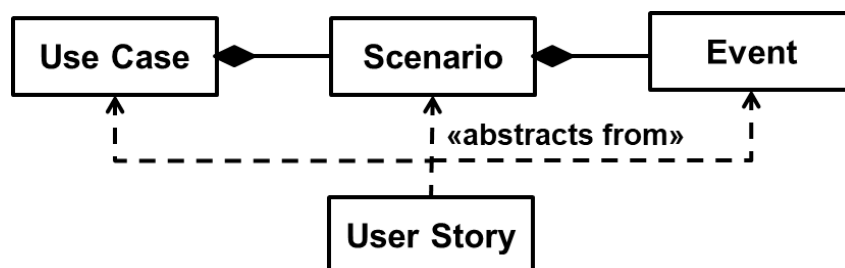 Use Case
Scenario
Event
«abstracts from»
User Story